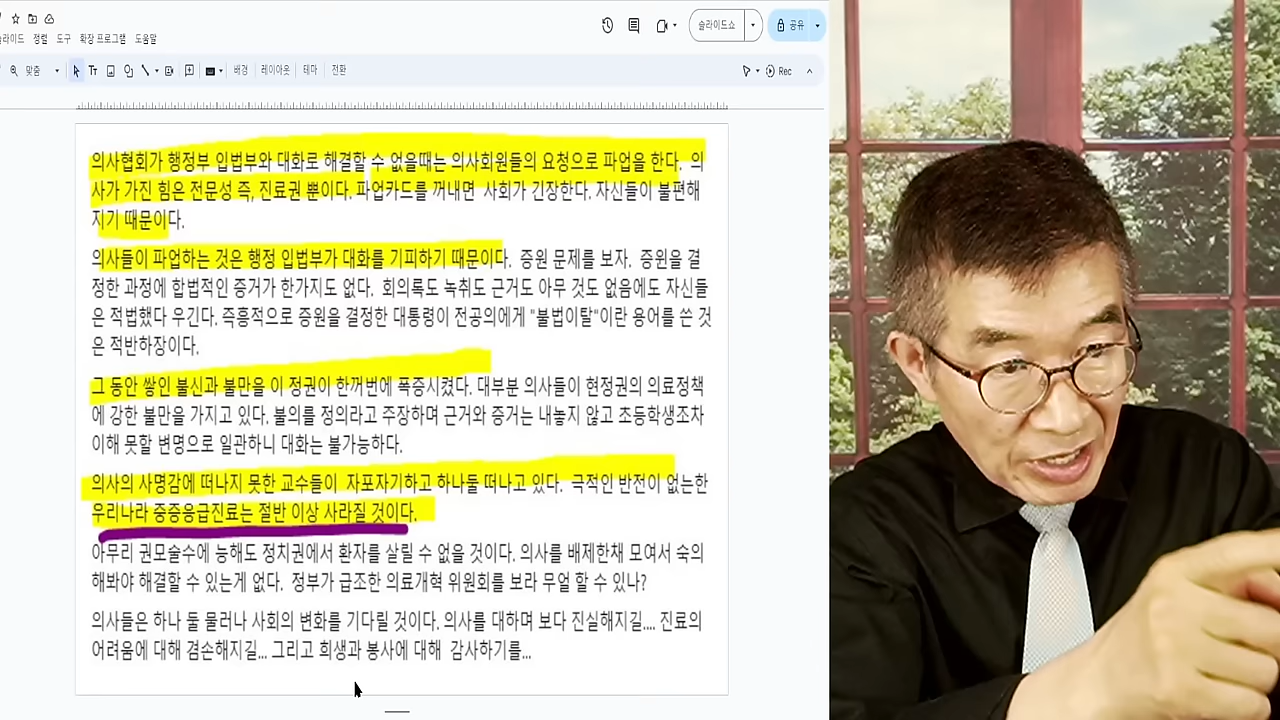 라이드 정렬 도구 확장 프로그램 도움말
슬라이드쇼
공유
맞춤
배경 레이아웃 테마 전환
Rec
의사협회가 행정부 입법부와 대화로 해결할 수 없을때는 의사회원들의 요청으로 파업을 한다. 의
사가 가진 힘은 전문성 즉, 진료권 뿐이다. 파업카드를 꺼내면 사회가 긴장한다. 자신들이 불편해
지기 때문이다.
의사들이 파업하는 것은 행정 입법부가 대화를 기피하기 때문이다. 증원 문제를 보자. 증원을 결
정한 과정에 합법적인 증거가 한가지도 없다. 회의록도 녹취도 근거도 아무 것도 없음에도 자신들
은 적법했다 우긴다. 즉흥적으로 증원을 결정한 대통령이 전공의에게 "불법이탈"이란 용어를 쓴 것
은 적반하장이다.
그 동안 쌓인 불신과 불만을 이 정권이 한꺼번에 폭증시켰다. 대부분 의사들이 현정권의 의료정책
에 강한 불만을 가지고 있다. 불의를 정의라고 주장하며 근거와 증거는 내놓지 않고 초등학생조차
이해 못할 변명으로 일관하니 대화는 불가능하다.
의사의 사명감에 떠나지 못한 교수들이 자포자기하고 하나둘 떠나고 있다. 극적인 반전이 없는한
우리나라 중증응급진료는 절반 이상 사라질 것이다.
아무리 권모술수에 능해도 정치권에서 환자를 살릴 수 없을 것이다. 의사를 배제한채 모여서 숙의
해봐야 해결할 수 있는게 없다. 정부가 급조한 의료개혁 위원회를 보라 무얼 할 수 있나?
의사들은 하나 둘 물러나 사회의 변화를 기다릴 것이다. 의사를 대하며 보다 진실해지길.... 진료의
어려움에 대해 겸손해지길... 그리고 희생과 봉사에 대해 감사하기를...